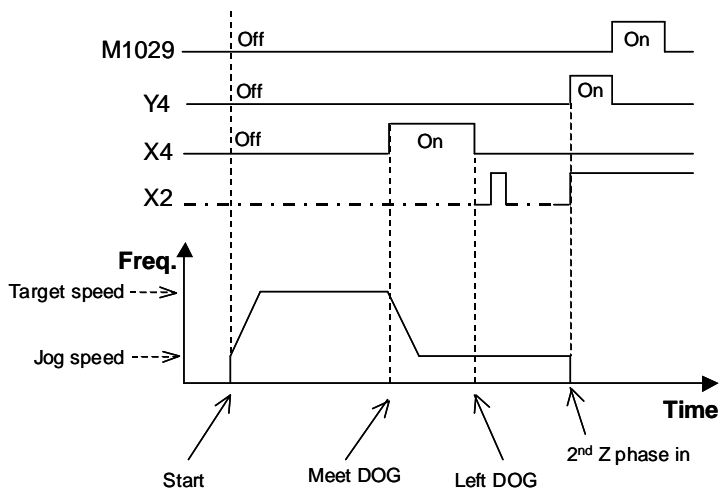 M1029
Off
On
Y4
Off
On
X4
Off
On
X2
Freq.
Target speed
Jog speed
Time
Start
Meet DOG
Left DOG
2nd Z phase in